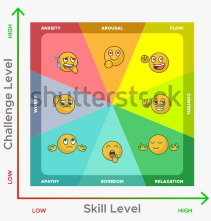 HIGH
ANXIETY
AROUSAL
FLOW
Challenge Level
WORRY
shutterstock
CONTROL
LOW
APATHY
BOREDOM
RELAXATION
LOW
Skill Level
HIGH